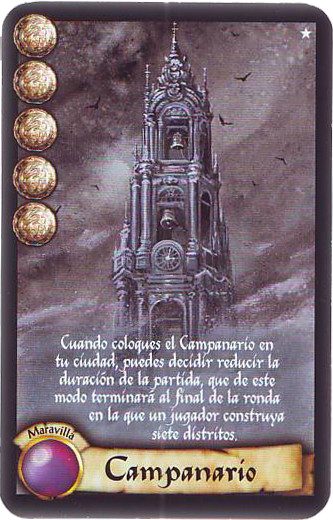 Cuando coloques el Campanario en
tu ciudad, puedes decidir reducir la
duración de la partida, que de este
modo terminará al final de la ronda
en la que un jugador construya
siete distritos.
Maravilla
Campanario